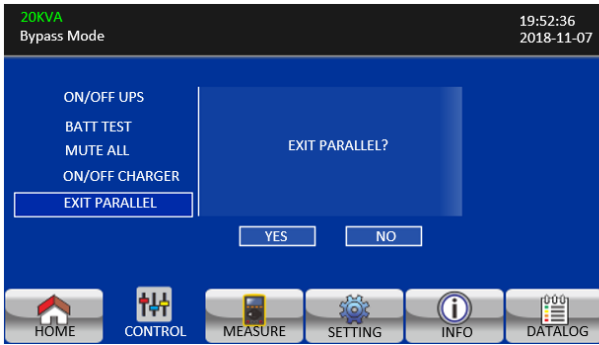 20KVA
Bypass Mode
19:52:36
2018-11-07
ON/OFF UPS
BATT TEST
MUTE ALL
ON/OFF CHARGER
EXIT PARALLEL
EXIT PARALLEL?
YES NO
HOME CONTROL MEASURE SETTING INFO DATALOG